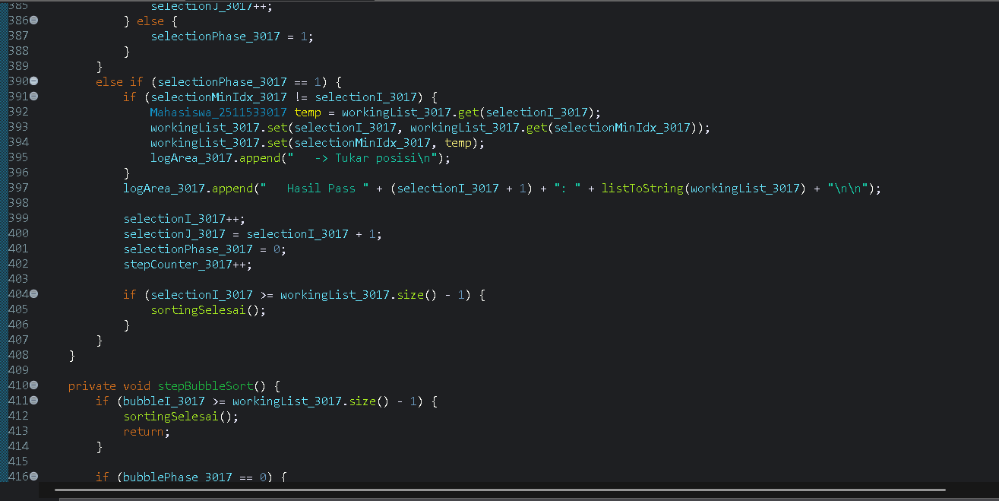 385                     selectionJ_3017++;
386                 } else {
387                     selectionPhase_3017 = 1;
388                 }
389             }
390             else if (selectionPhase_3017 == 1) {
391                 if (selectionMinIdx_3017 != selectionI_3017) {
392                     Mahasiswa_2511533017 temp = workingList_3017.get(selectionI_3017);
393                     workingList_3017.set(selectionI_3017, workingList_3017.get(selectionMinIdx_3017));
394                     workingList_3017.set(selectionMinIdx_3017, temp);
395                     logArea_3017.append("   -> Tukar posisi\n");
396                 }
397                 logArea_3017.append("   Hasil Pass " + (selectionI_3017 + 1) + ": " + listToString(workingList_3017) + "\n\n");
398
399                 selectionI_3017++;
400                 selectionJ_3017 = selectionI_3017 + 1;
401                 selectionPhase_3017 = 0;
402                 stepCounter_3017++;
403
404                 if (selectionI_3017 >= workingList_3017.size() - 1) {
405                     sortingSelesai();
406                 }
407             }
408         }
409
410         private void stepBubbleSort() {
411             if (bubbleI_3017 >= workingList_3017.size() - 1) {
412                 sortingSelesai();
413                 return;
414             }
415
416             if (bubblePhase_3017 == 0) {